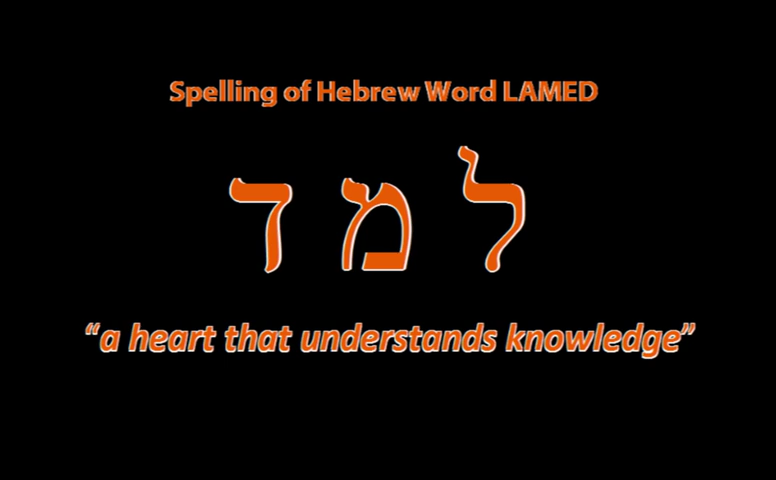 Spelling of Hebrew Word LAMED
ל מ ד
“a heart that understands knowledge”